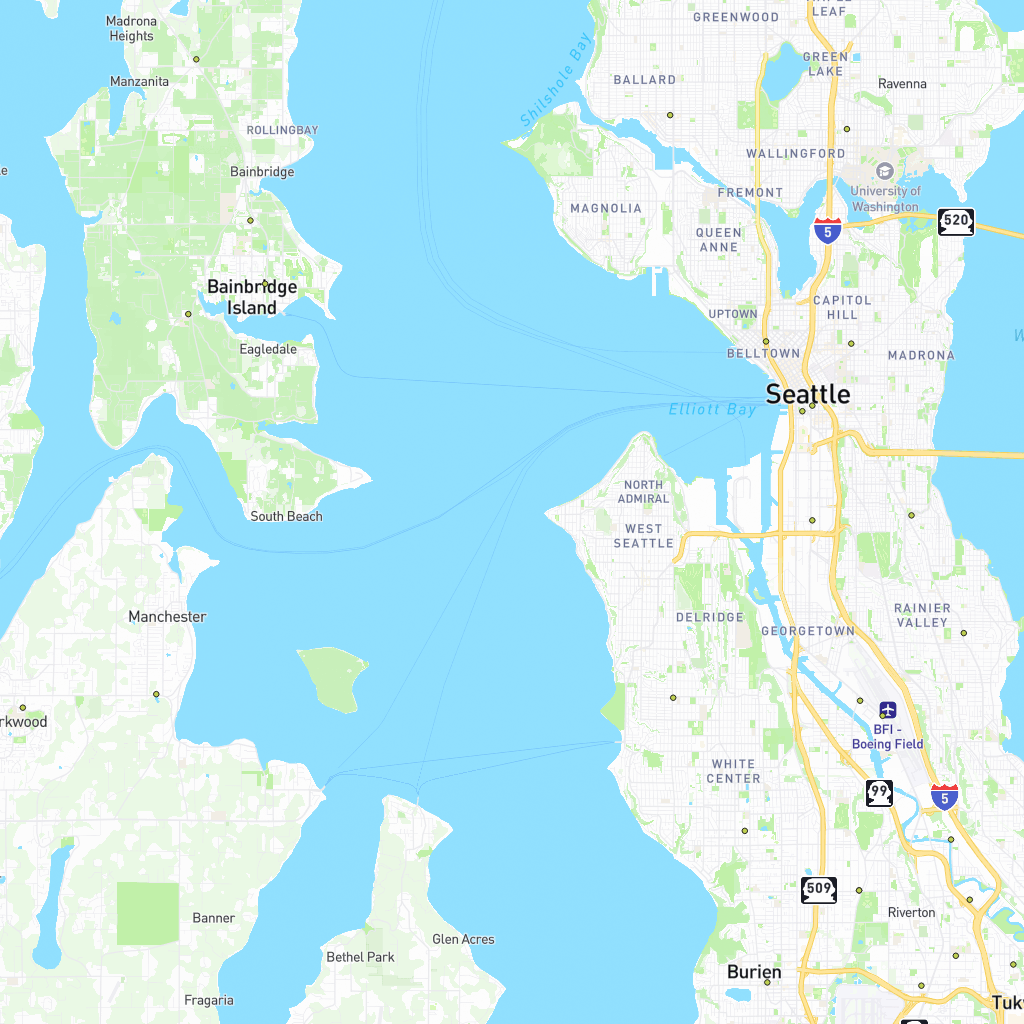 MAPLE
LEAF
Madrona
Heights
GREENWOOD
Shilshole Bay
GREEN
LAKE
Manzanita
BALLARD
Ravenna
ROLLINGBAY
WALLINGFORD
Bainbridge
University of
Washington
FREMONT
MAGNOLIA
520
5
QUEEN
ANNE
Bainbridge
Island
CAPITOL
HILL
UPTOWN
Eagledale
BELLTOWN
MADRONA
Seattle
Elliott Bay
NORTH
ADMIRAL
South Beach
WEST
SEATTLE
Manchester
DELRIDGE
RAINIER
VALLEY
GEORGETOWN
rkwood
BFI -
Boeing Field
WHITE
CENTER
99
5
509
Banner
Riverton
Glen Acres
Bethel Park
Burien
Fragaria
Tukw